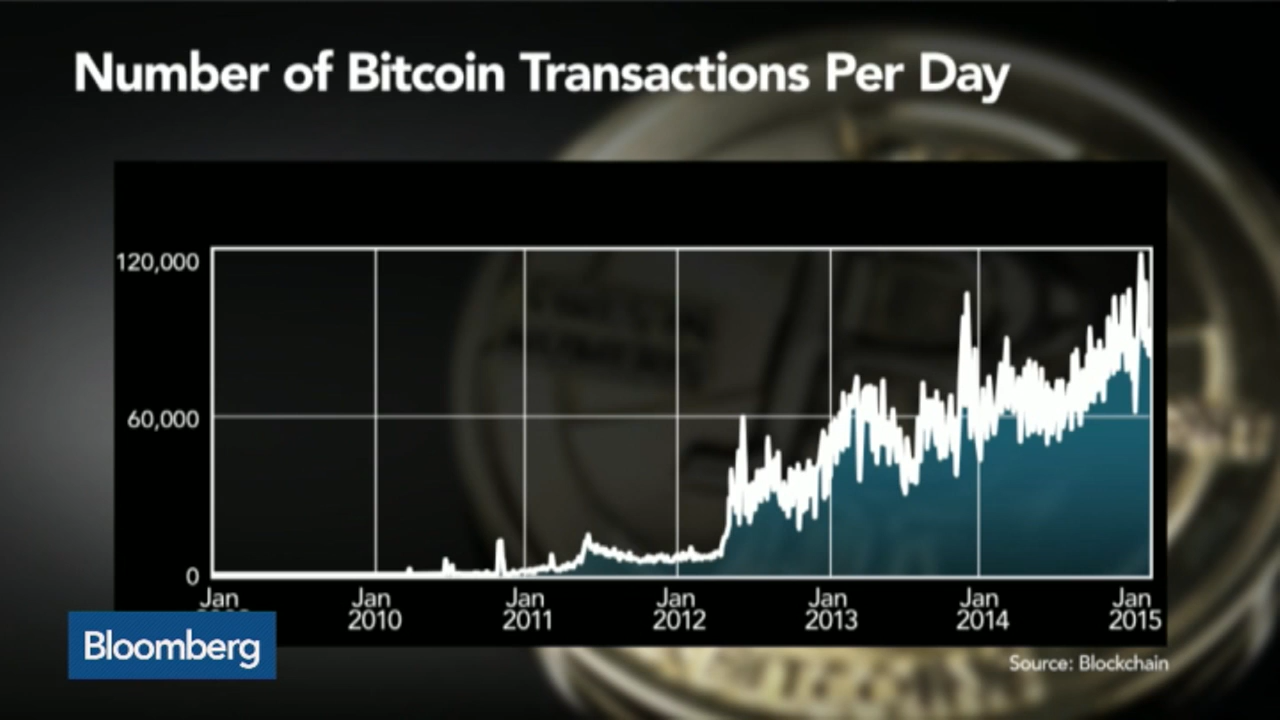 Number of Bitcoin Transactions Per Day
120,000
60,000
0
Jan Jan Jan Jan Jan Jan Jan
2010 2011 2012 2013 2014 2015
Bloomberg
Source: Blockchain